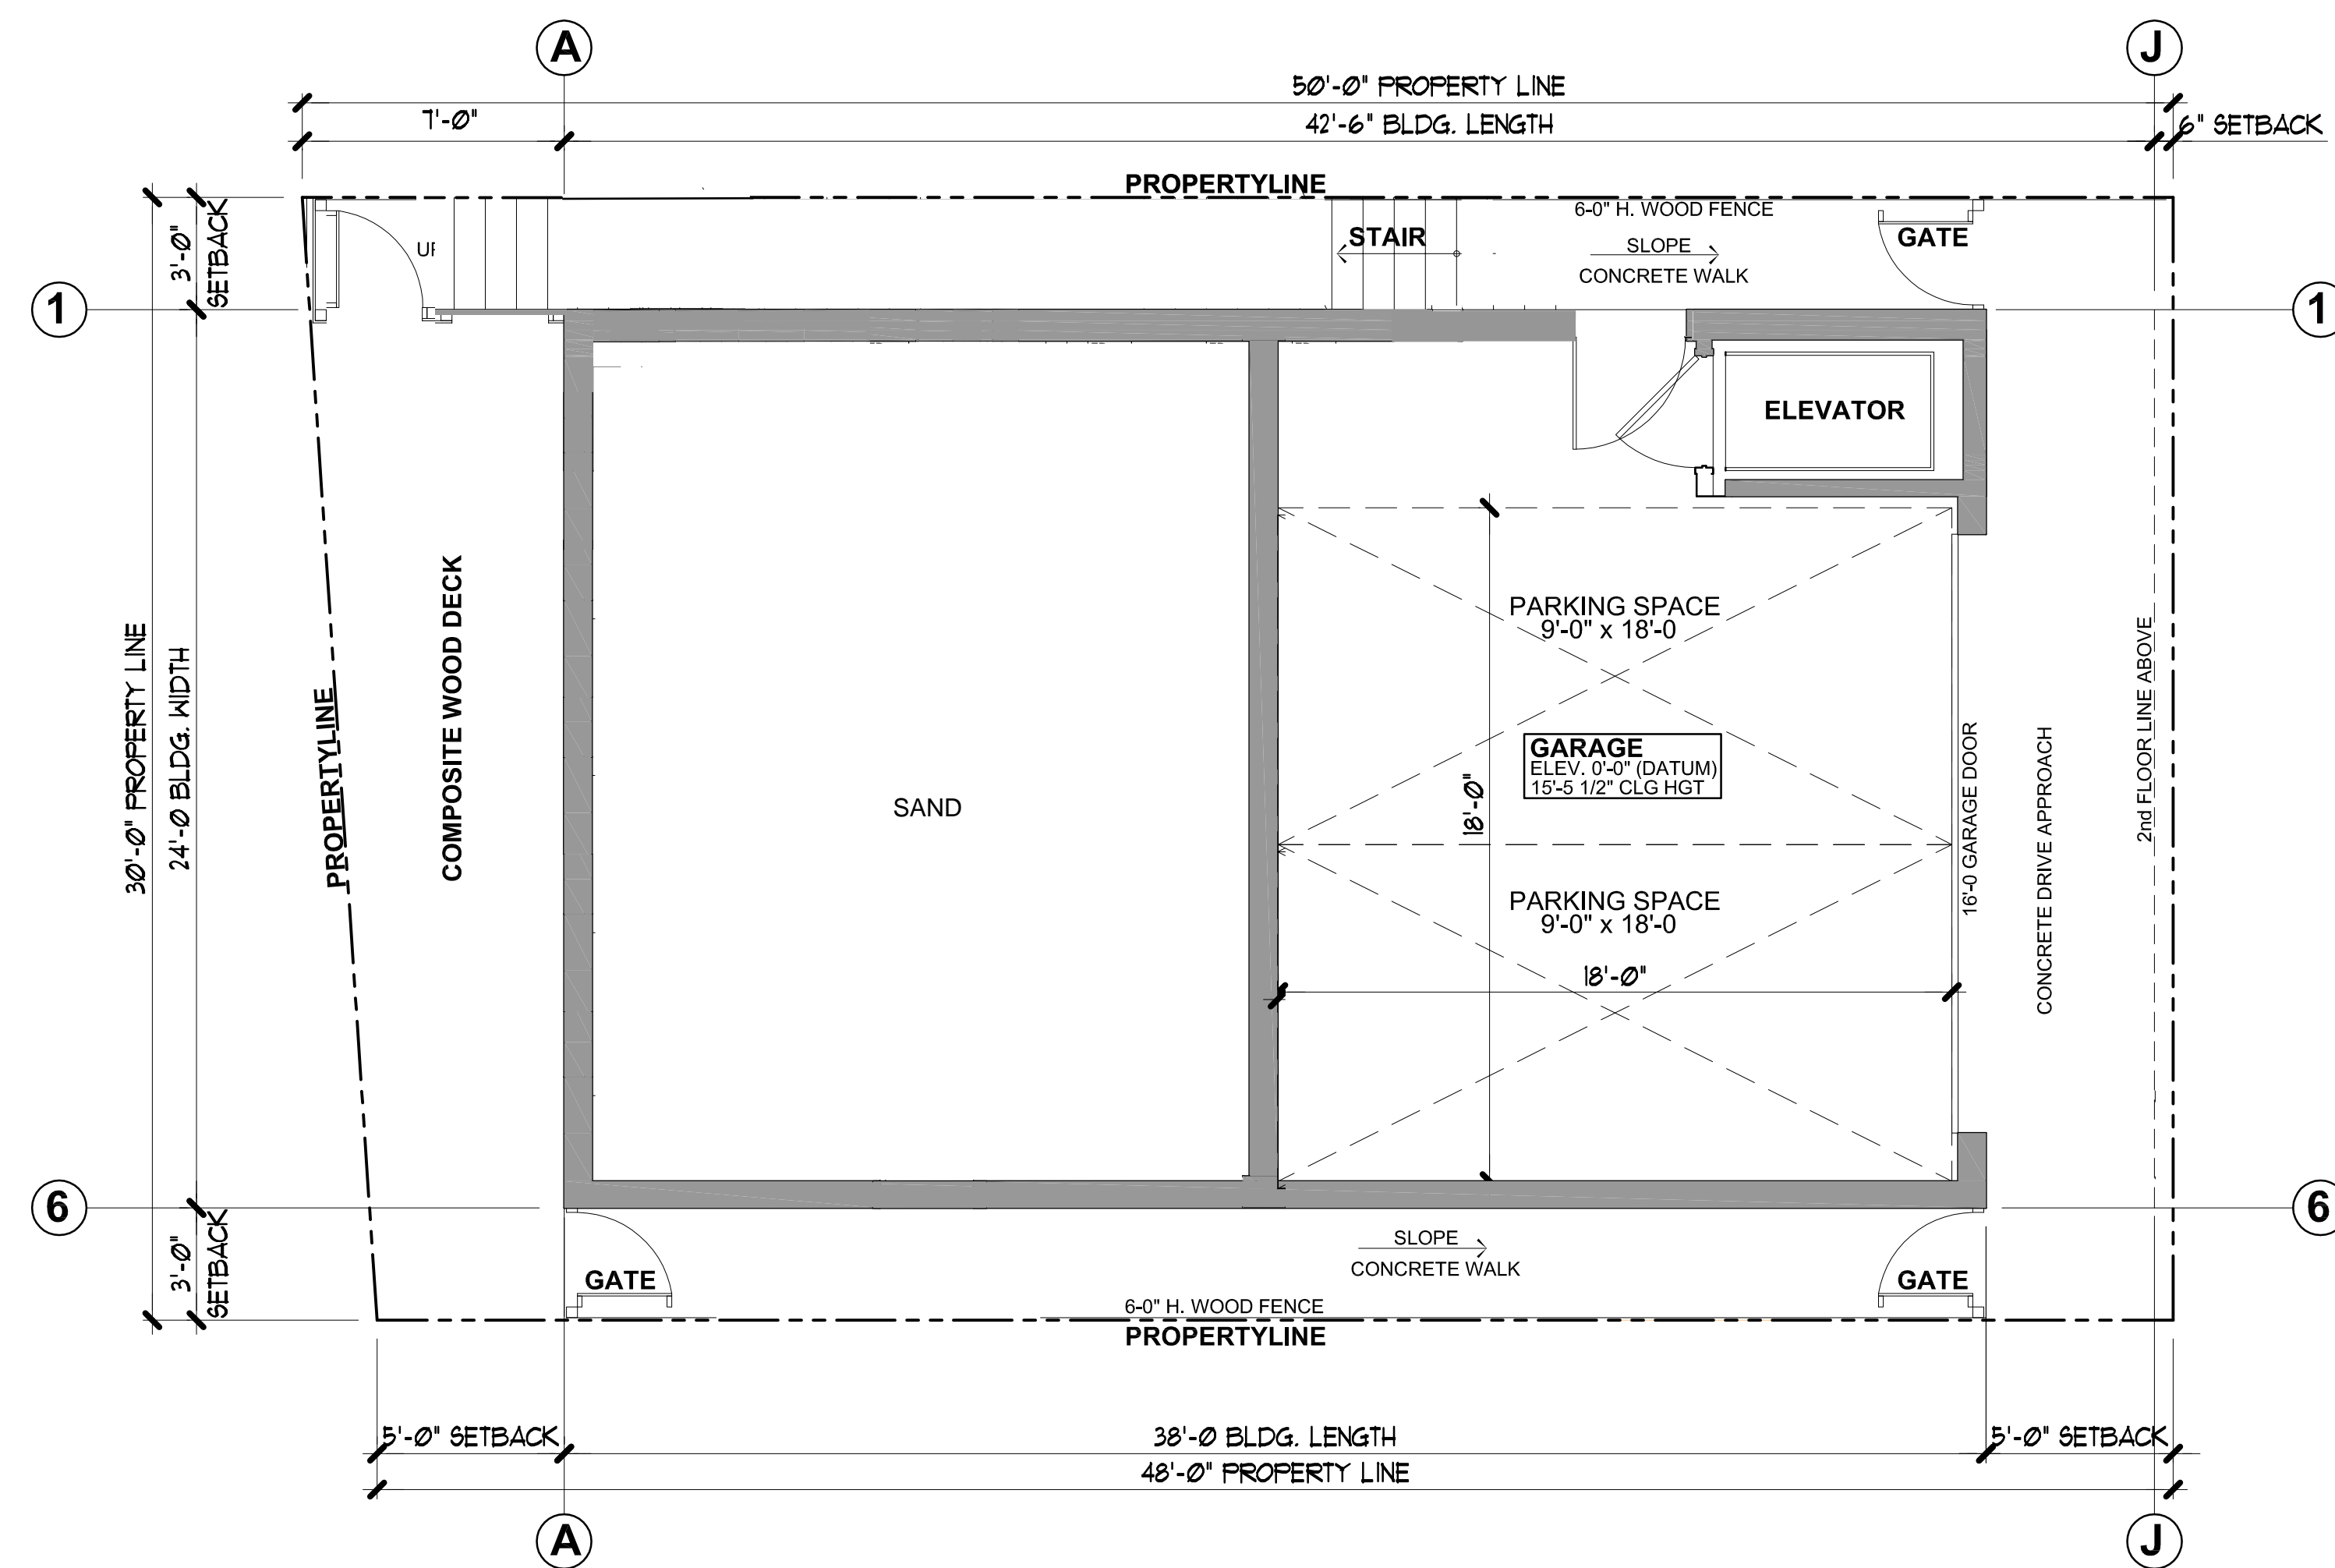 A
J
50'-0" PROPERTY LINE
7'-0"
42'-6" BLDG. LENGTH
6" SETBACK
PROPERTYLINE
6-0" H. WOOD FENCE
3'-0"
SETBACK
UP
STAIR
SLOPE
CONCRETE WALK
GATE
1
1
ELEVATOR
30'-0" PROPERTY LINE
24'-0 BLDG. WIDTH
PROPERTYLINE
COMPOSITE WOOD DECK
SAND
PARKING SPACE
9'-0" x 18'-0
GARAGE
ELEV. 0'-0" (DATUM)
15'-5 1/2" CLG HGT
18'-0"
PARKING SPACE
9'-0" x 18'-0
18'-0"
16'-0 GARAGE DOOR
CONCRETE DRIVE APPROACH
2nd FLOOR LINE ABOVE
6
6
3'-0"
SETBACK
GATE
SLOPE
CONCRETE WALK
GATE
6-0" H. WOOD FENCE
PROPERTYLINE
5'-0" SETBACK
38'-0 BLDG. LENGTH
5'-0" SETBACK
48'-0" PROPERTY LINE
A
J